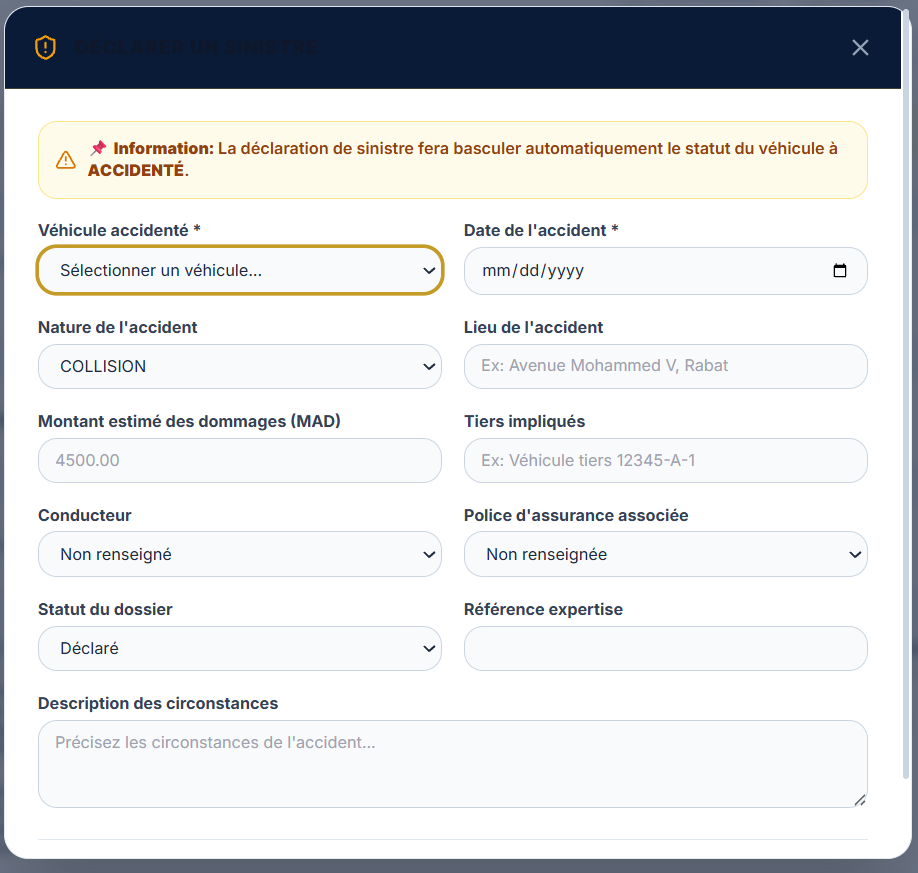 DÉCLARER UN SINISTRE
📌 Information: La déclaration de sinistre fera basculer automatiquement le statut du véhicule à
ACCIDENTÉ.
Véhicule accidenté *
Date de l'accident *
Sélectionner un véhicule...
mm/dd/yyyy
Nature de l'accident
Lieu de l'accident
COLLISION
Ex: Avenue Mohammed V, Rabat
Montant estimé des dommages (MAD)
Tiers impliqués
4500.00
Ex: Véhicule tiers 12345-A-1
Conducteur
Police d'assurance associée
Non renseigné
Non renseignée
Statut du dossier
Référence expertise
Déclaré
Description des circonstances
Précisez les circonstances de l'accident...